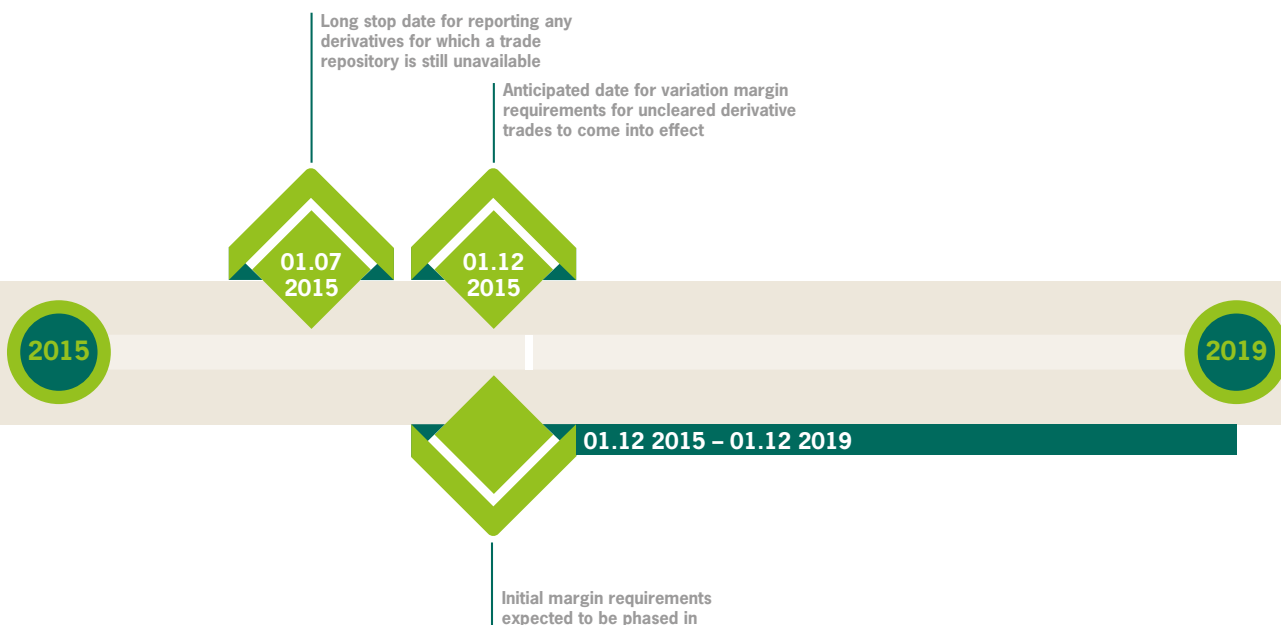 Long stop date for reporting any
derivatives for which a trade
repository is still unavailable
Anticipated date for variation margin
requirements for uncleared derivative
trades to come into effect
01.07
2015
01.12
2015
2015
2019
01.12 2015 – 01.12 2019
Initial margin requirements
expected to be phased in